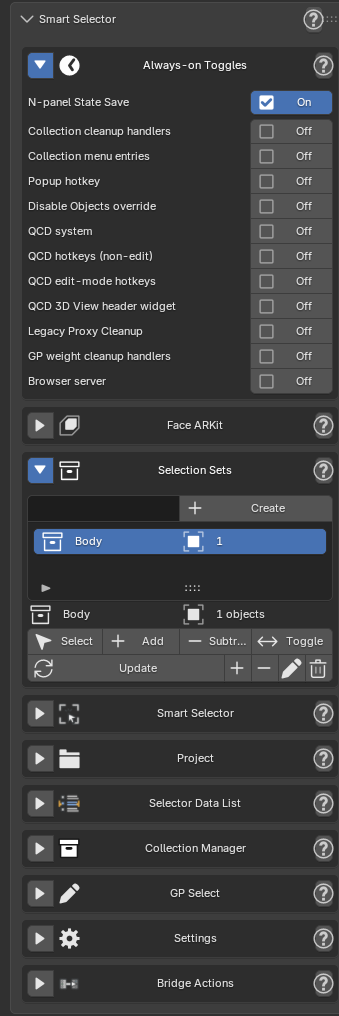 Smart Selector
Always-on Toggles
N-panel State Save On
Collection cleanup handlers Off
Collection menu entries Off
Popup hotkey Off
Disable Objects override Off
QCD system Off
QCD hotkeys (non-edit) Off
QCD edit-mode hotkeys Off
QCD 3D View header widget Off
Legacy Proxy Cleanup Off
GP weight cleanup handlers Off
Browser server Off
Face ARKit
Selection Sets
Create
Body 1
Body 1 objects
Select Add Subtr... Toggle
Update
Smart Selector
Project
Selector Data List
Collection Manager
GP Select
Settings
Bridge Actions